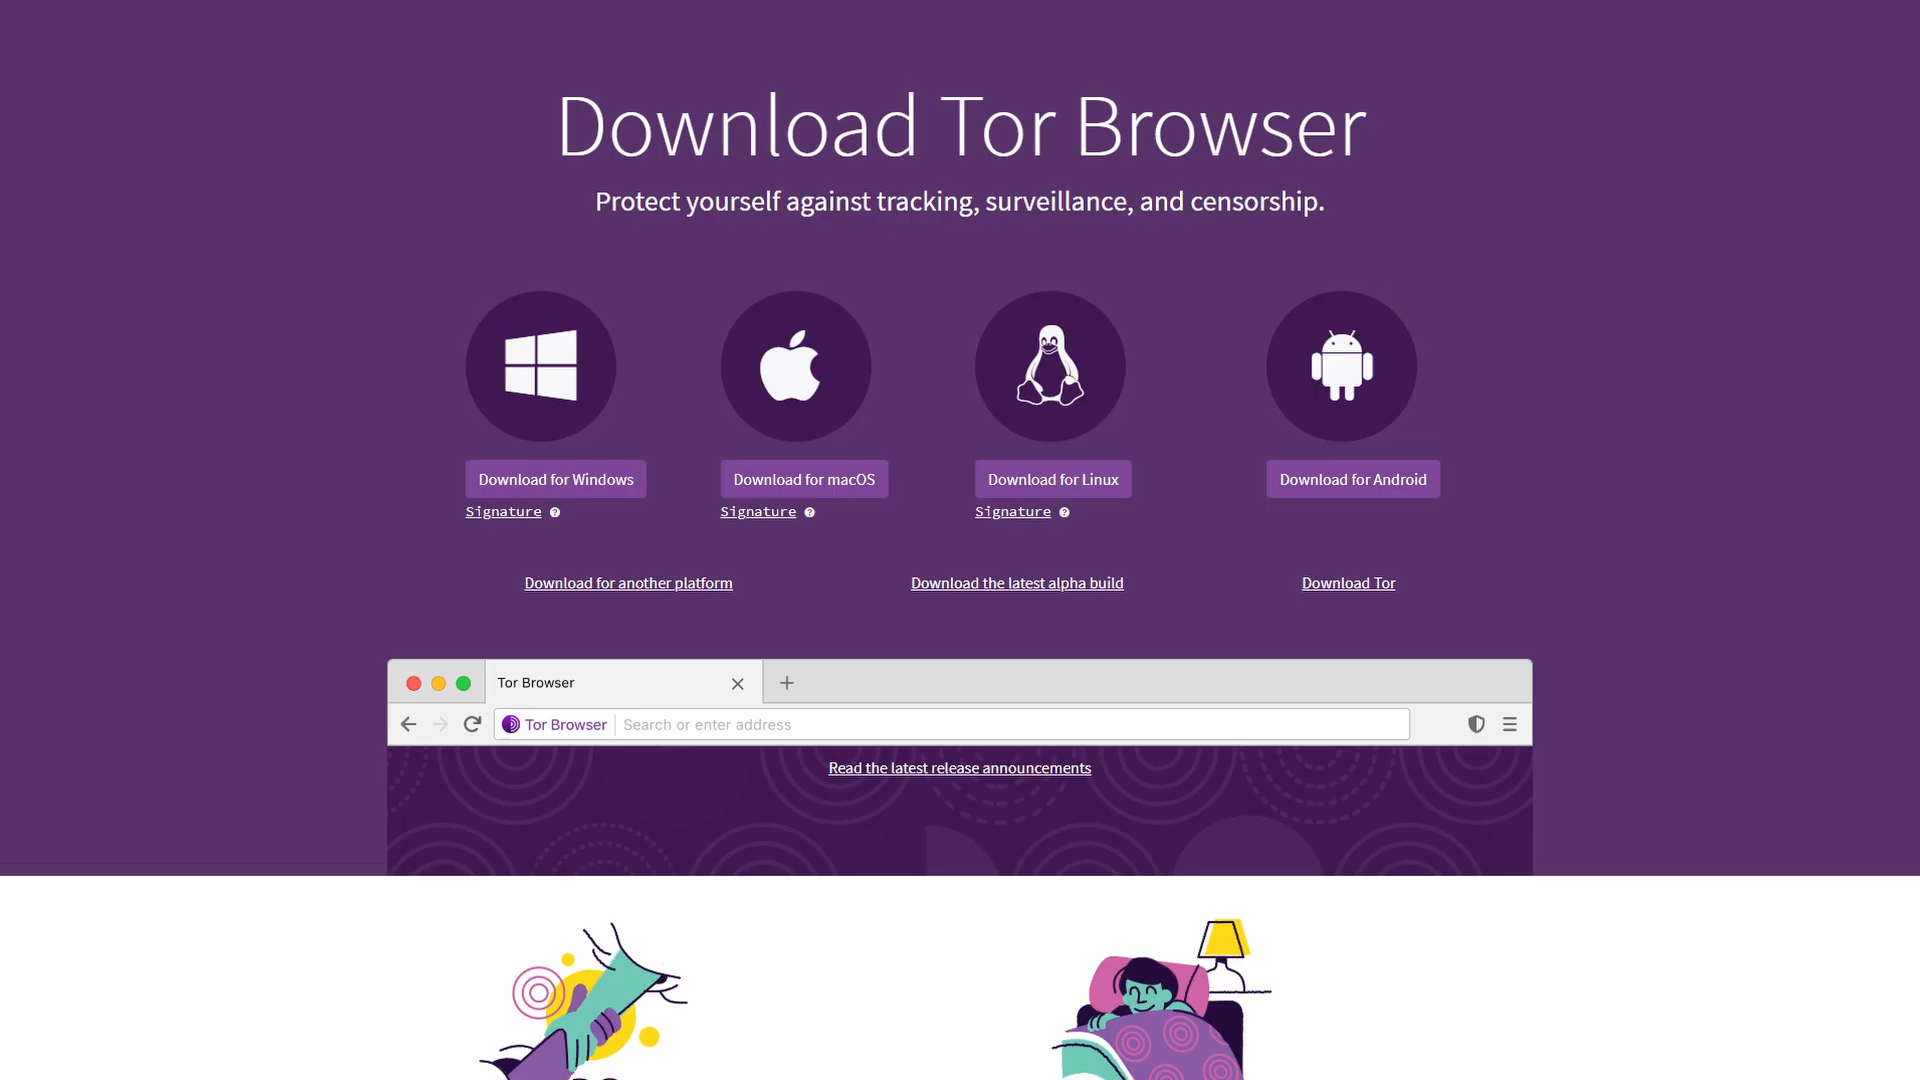 Download Tor Browser
Protect yourself against tracking, surveillance, and censorship.
Download for Windows
Download for macOS
Download for Linux
Download for Android
Signature ?
Signature ?
Signature ?
Download for another platform
Download the latest alpha build
Download Tor
Tor Browser
Tor Browser
Search or enter address
Read the latest release announcements